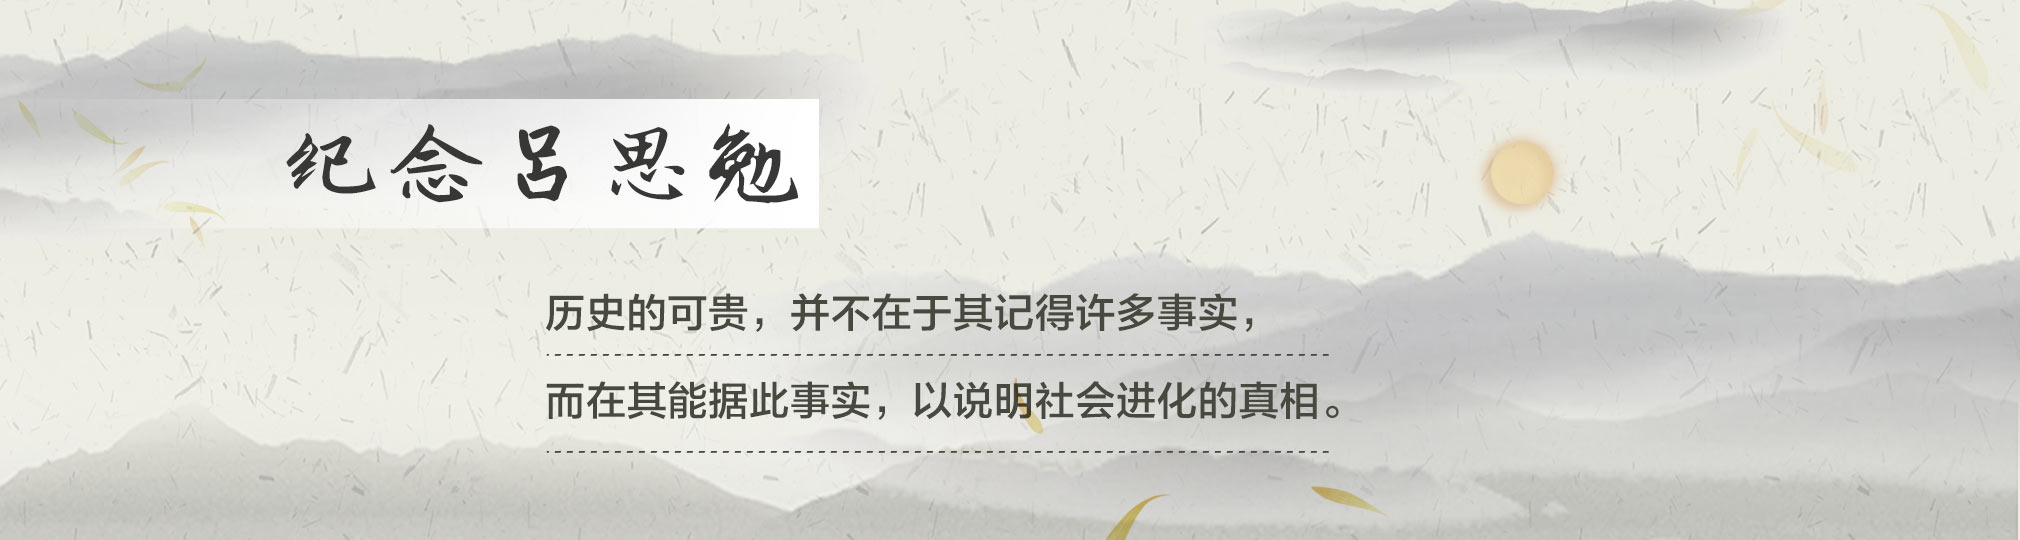 纪念吕思勉
历史的可贵，并不在于其记得许多事实，
而在其能据此事实，以说明社会进化的真相。